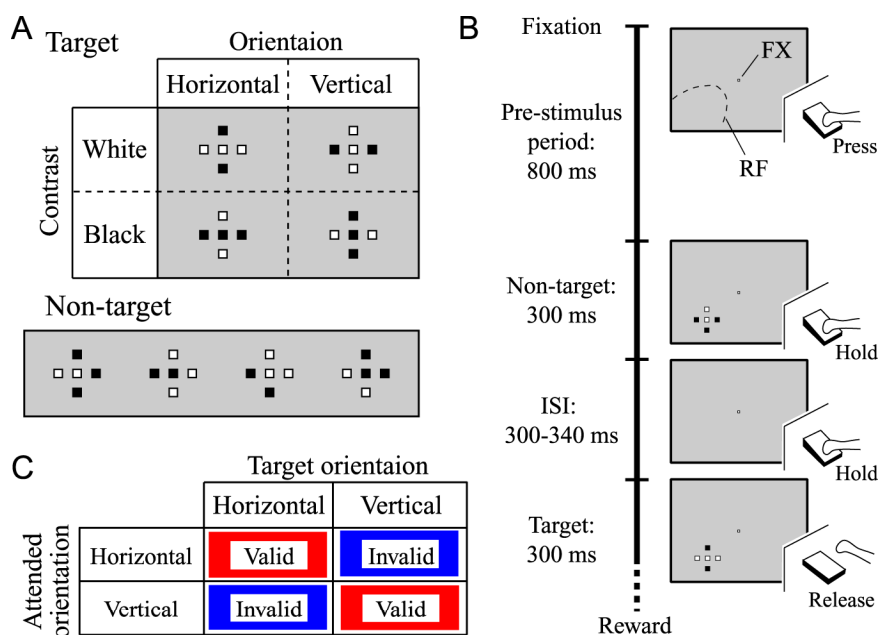 A
Target
Orientaion
Horizontal
Vertical
Contrast
White
Black
Non-target
B
Fixation
Pre-stimulus
period:
800 ms
FX
RF
Press
Non-target:
300 ms
Hold
ISI:
300-340 ms
Hold
Target:
300 ms
Release
Reward
C
Target orientaion
Horizontal
Vertical
Attended
orientation
Horizontal
Valid
Invalid
Vertical
Invalid
Valid